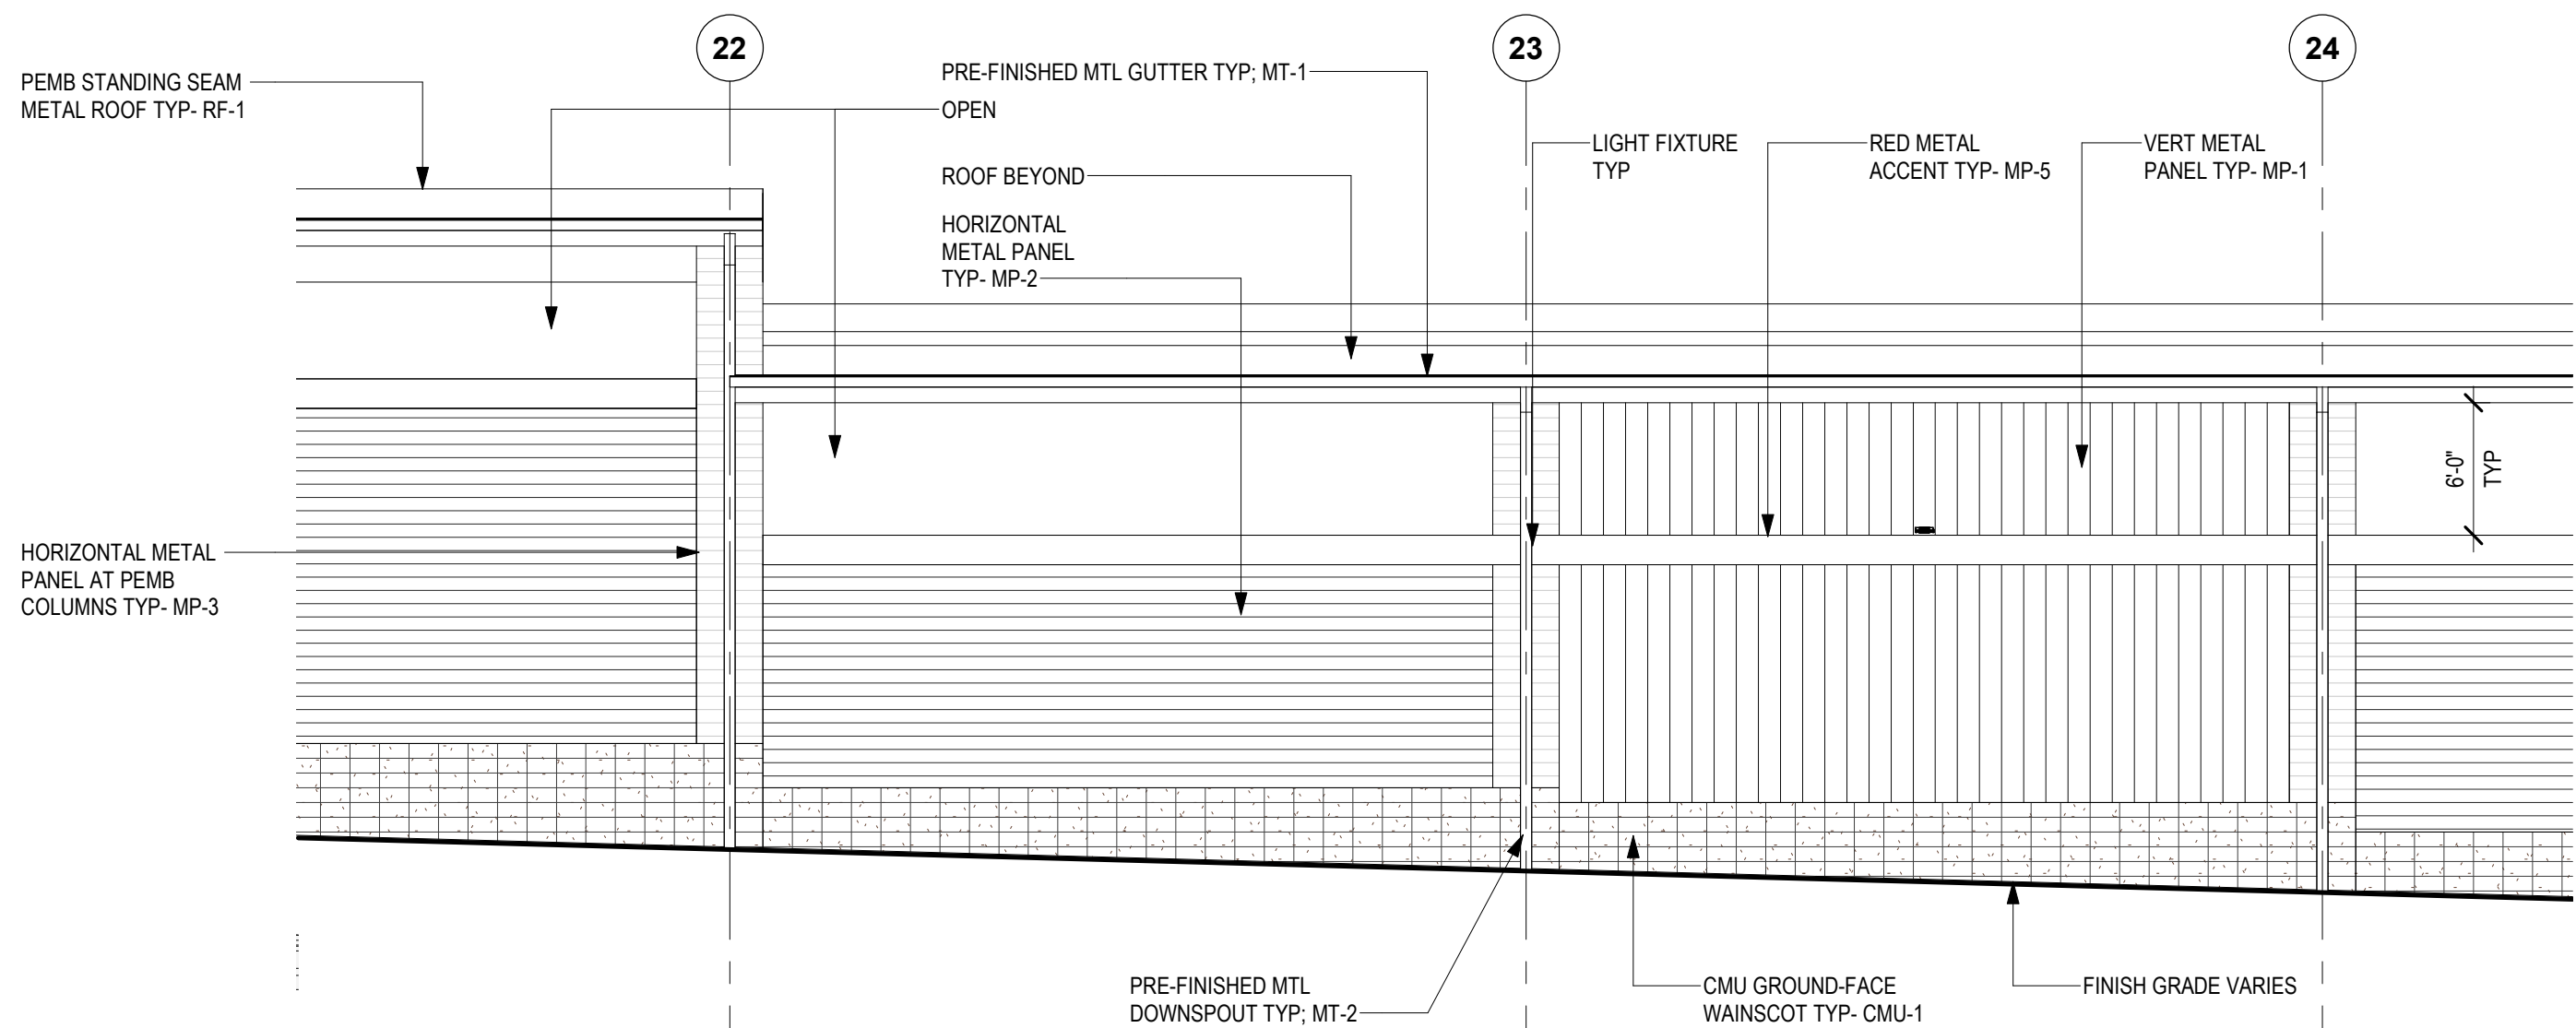 22
23
24
PEMB STANDING SEAM
METAL ROOF TYP- RF-1
PRE-FINISHED MTL GUTTER TYP; MT-1
OPEN
LIGHT FIXTURE
TYP
RED METAL
ACCENT TYP- MP-5
VERT METAL
PANEL TYP- MP-1
ROOF BEYOND
HORIZONTAL
METAL PANEL
TYP- MP-2
6'-0"
TYP
HORIZONTAL METAL
PANEL AT PEMB
COLUMNS TYP- MP-3
PRE-FINISHED MTL
DOWNSPOUT TYP; MT-2
CMU GROUND-FACE
WAINSCOT TYP- CMU-1
FINISH GRADE VARIES